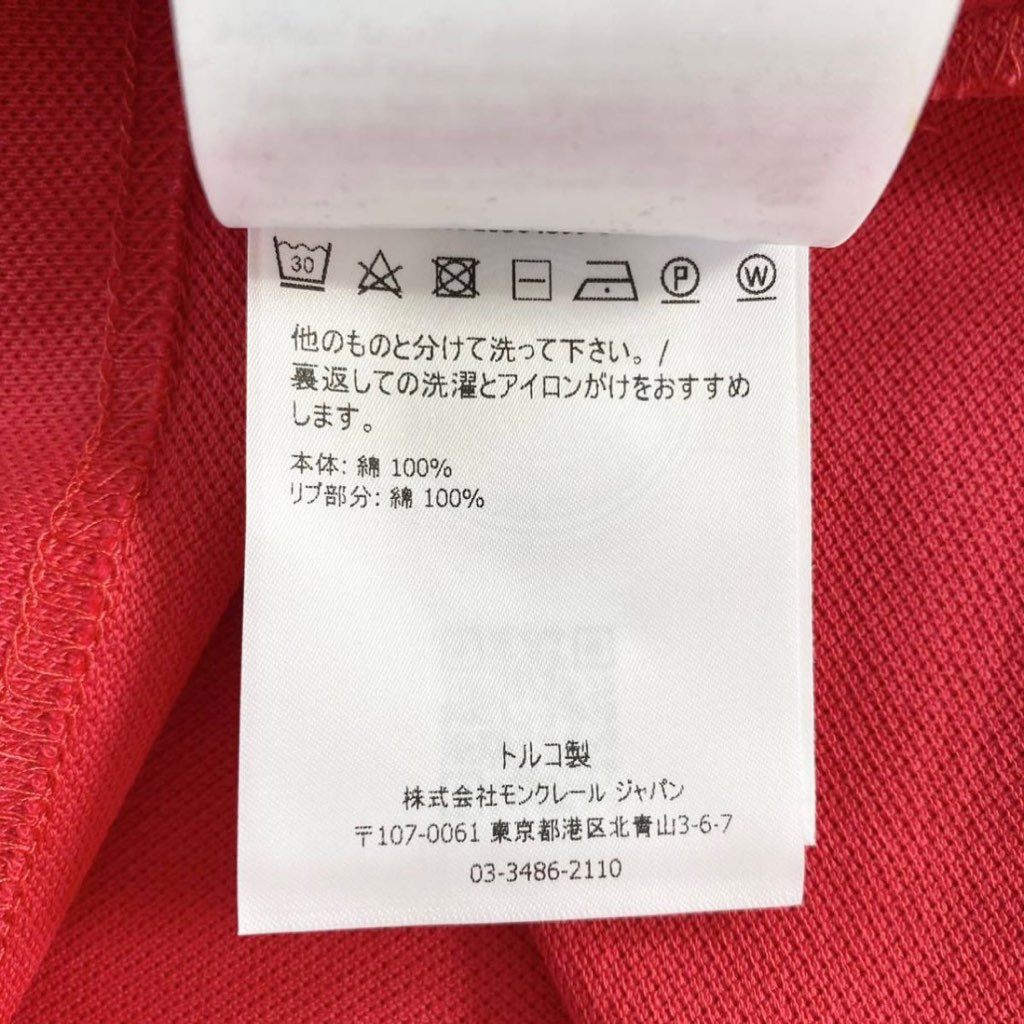 30
P
W
他のものと分けて洗って下さい。/
裏返しての洗濯とアイロンがけをおすすめ
します。
本体: 綿 100%
リブ部分: 綿 100%
トルコ製
株式会社モンクレール ジャパン
〒107-0061 東京都港区北青山3-6-7
03-3486-2110